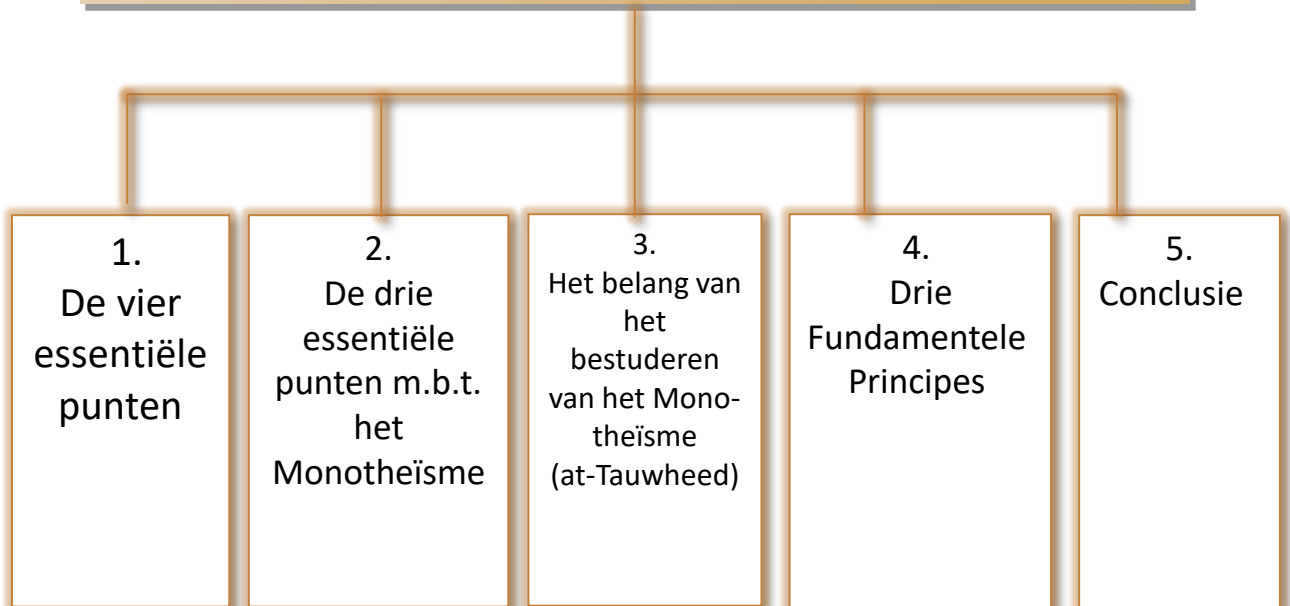 1.
De vier
essentiële
punten
2.
De drie
essentiële
punten m.b.t.
het
Monotheïsme
3.
Het belang van
het
bestuderen
van het Mono-
theïsme
(at-Tauwheed)
4.
Drie
Fundamentele
Principes
5.
Conclusie